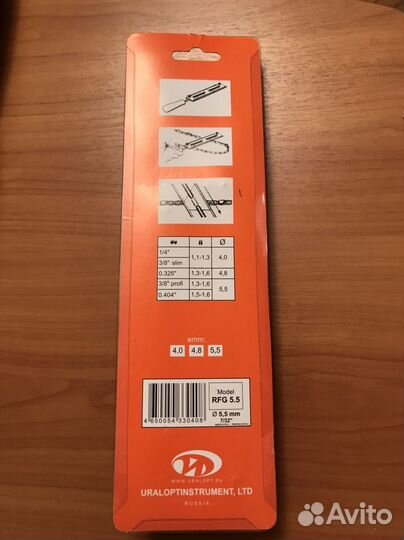 Ø
1/4"
3/8" slim
1,1-1,3
4,0
0.325"
1,3-1,6
4,8
3/8" profi
1,3-1,6
5,5
0.404"
1,5-1,6
ømm.
4,0 4,8 5,5
Model
RFG 5.5
Ø 5,5 mm
7/32"
4 650054 330408
WWW.URALOPT.RU
URALOPTINSTRUMENT, LTD
RUSSIA
Avito